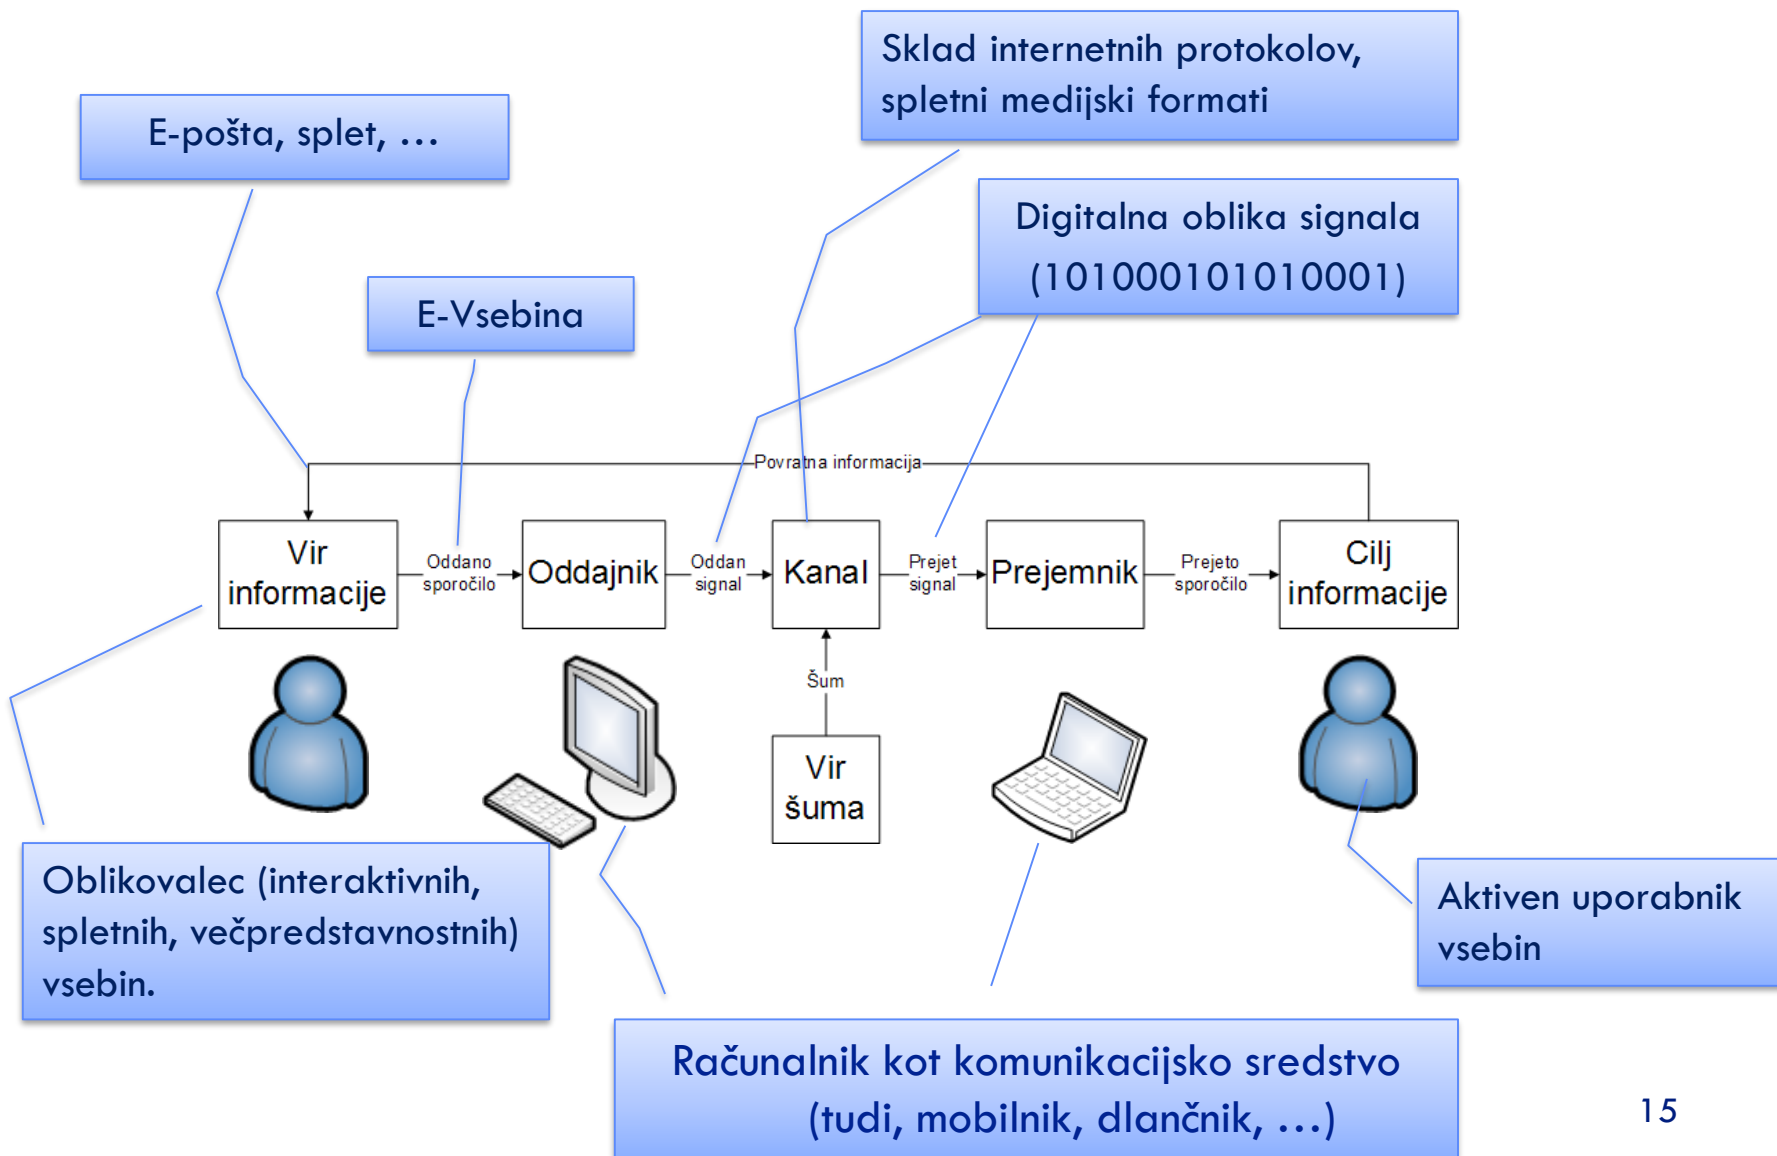 Sklad internetnih protokolov,
spletni medijski formati
E-pošta, splet, ...
Digitalna oblika signala
(101000101010001)
E-Vsebina
Povratna informacija
Vir
informacije
Oddano
sporočilo
Oddajnik
Oddan
signal
Kanal
Prejet
signal
Prejemnik
Prejeto
sporočilo
Cilj
informacije
Šum
Vir
šuma
Oblikovalec (interaktivnih,
spletnih, večpredstavnostnih)
vsebin.
Aktiven uporabnik
vsebin
Računalnik kot komunikacijsko sredstvo
(tudi, mobilnik, dlančnik, ...)
15